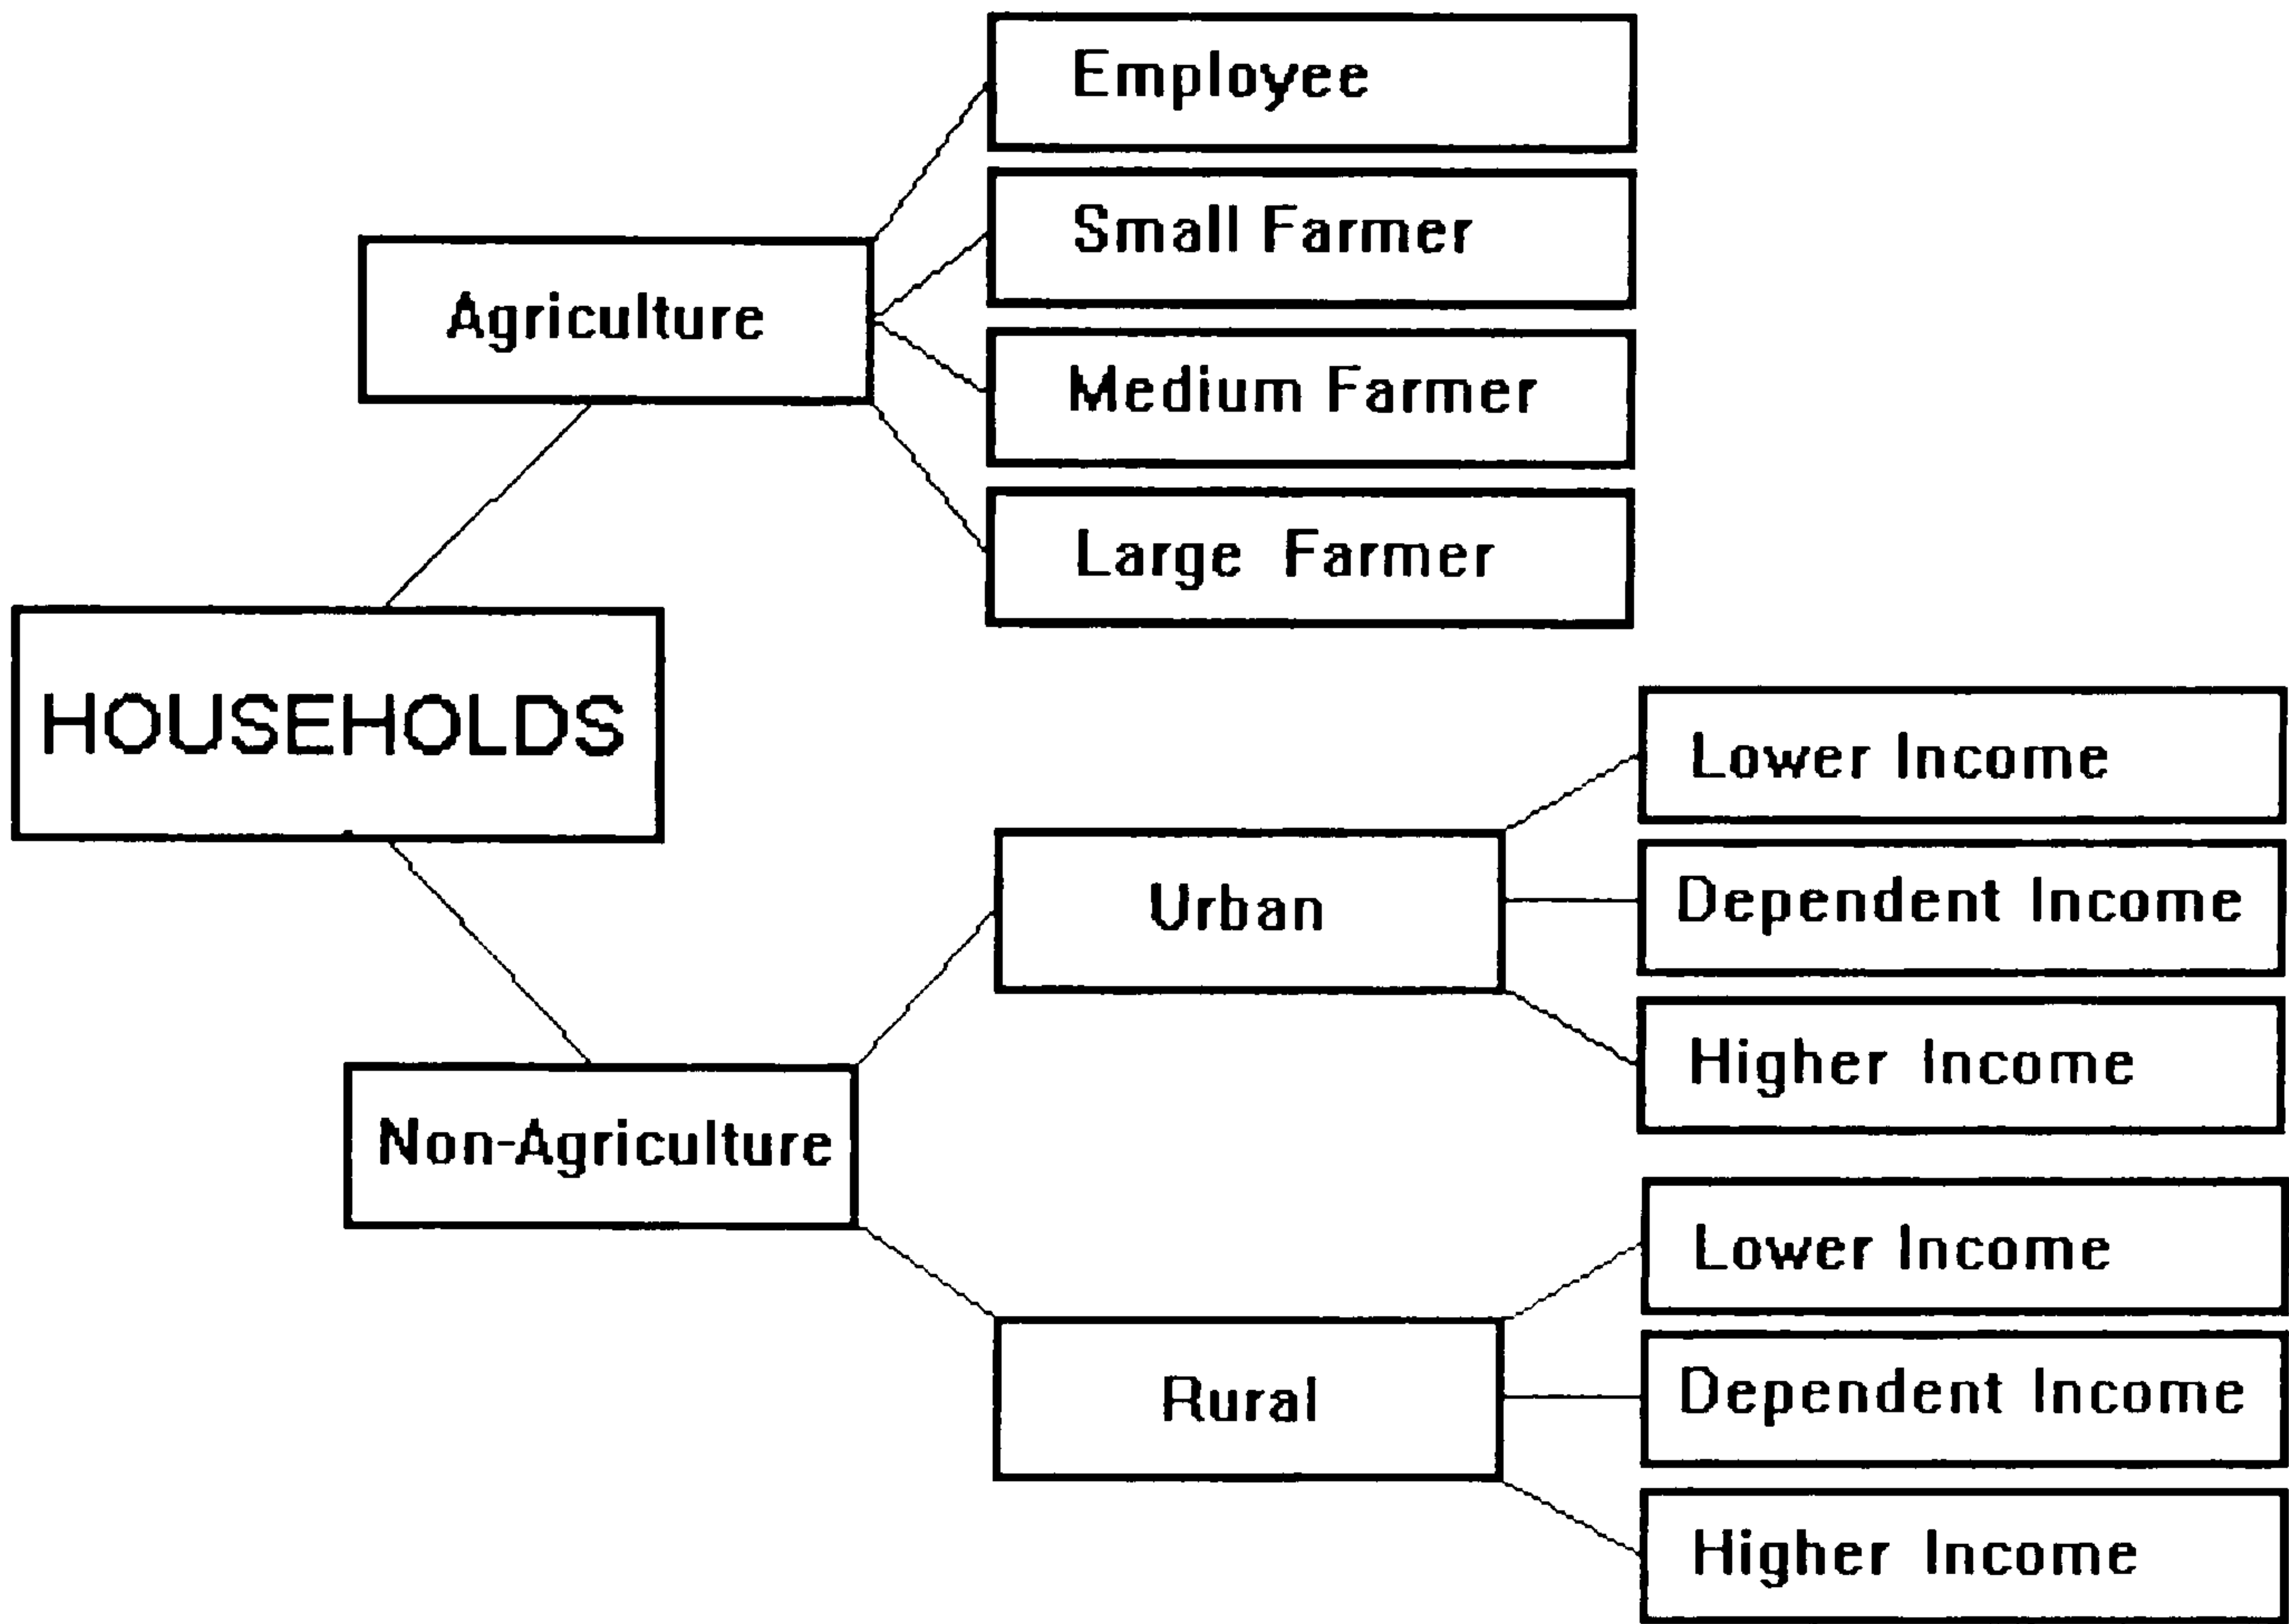 Employee
Small Farmer
Agriculture
Medium Farmer
Large Farmer
HOUSEHOLDS
Lower Income
Urban
Dependent Income
Higher Income
Non-Agriculture
Lower Income
Rural
Dependent Income
Higher Income